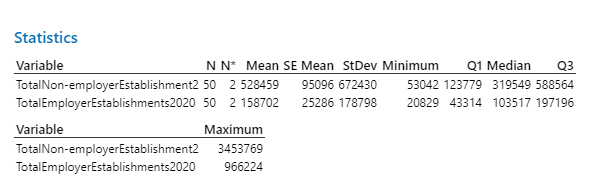 Statistics
Variable N N* Mean SE Mean StDev Minimum Q1 Median Q3
TotalNon-employerEstablishment2 50 2 528459 95096 672430 53042 123779 319549 588564
TotalEmployerEstablishments2020 50 2 158702 25286 178798 20829 43314 103517 197196
Variable Maximum
TotalNon-employerEstablishment2 3453769
TotalEmployerEstablishments2020 966224